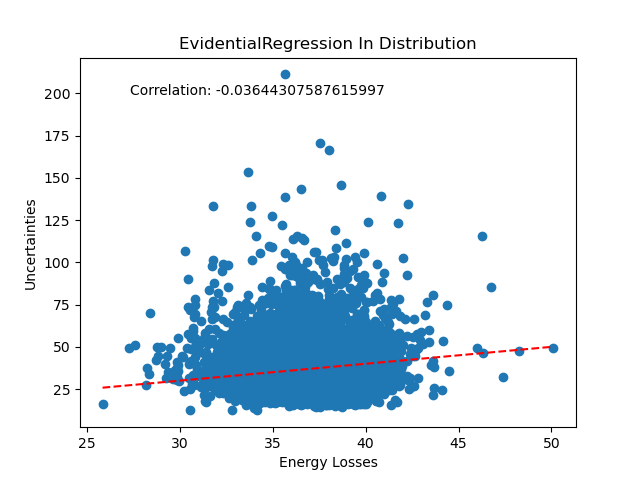 EvidentialRegression In Distribution
Correlation: -0.03644307587615997
Uncertainties
200
175
150
125
100
75
50
25
25 30 35 40 45 50
Energy Losses